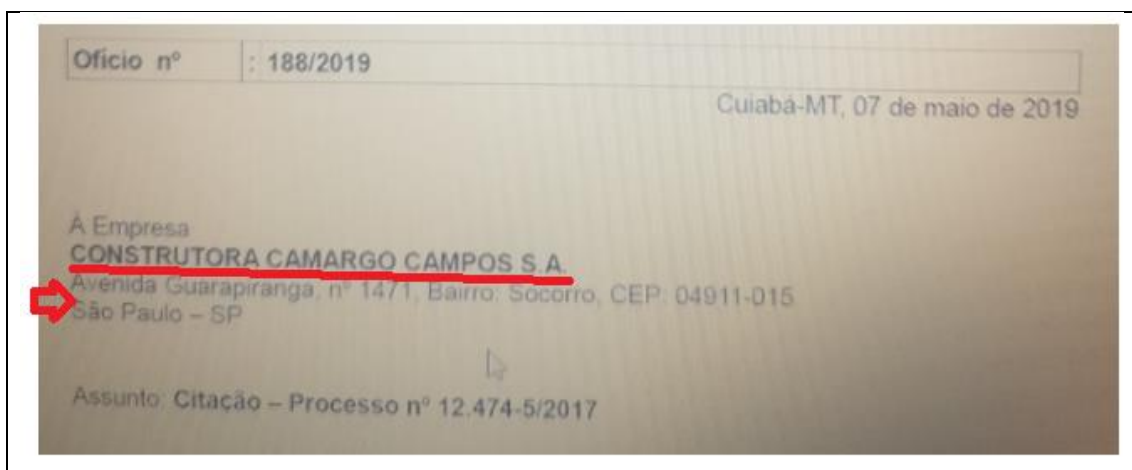 Ofício nº : 188/2019
Cuiabá-MT, 07 de maio de 2019
À Empresa
CONSTRUTORA CAMARGO CAMPOS S.A.
Avenida Guarapiranga, nº 1471, Bairro: Socorro, CEP: 04911-015
São Paulo – SP
Assunto: Citação – Processo nº 12.474-5/2017